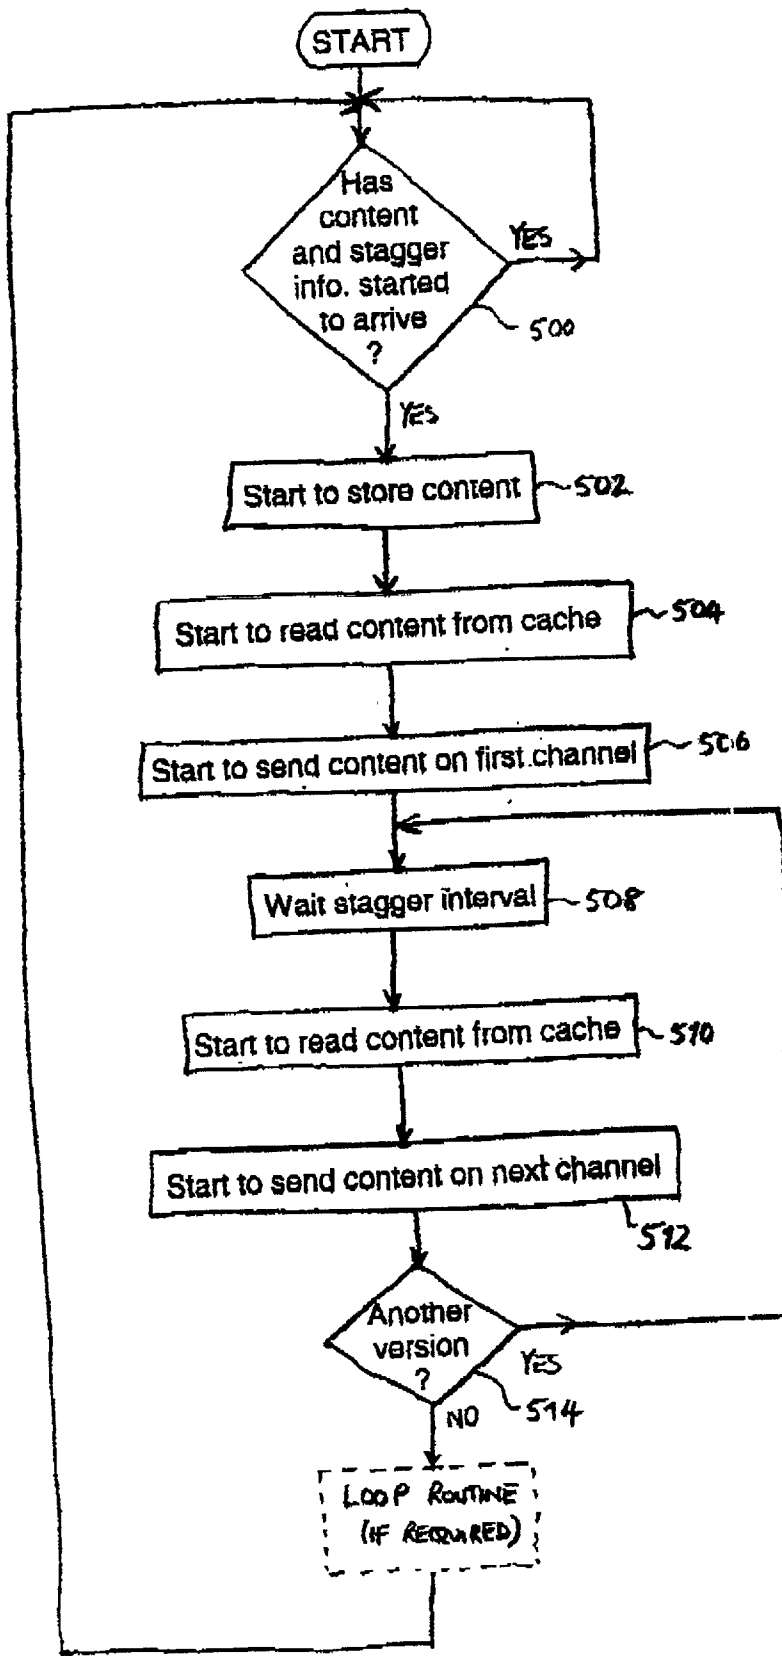 START
Has
content
and stagger
info. started
to arrive
?
YES
500
YES
Start to store content
502
Start to read content from cache
504
Start to send content on first channel
506
Wait stagger interval
508
Start to read content from cache
510
Start to send content on next channel
512
Another
version
?
YES
514
NO
LOOP ROUTINE
(IF REQUIRED)